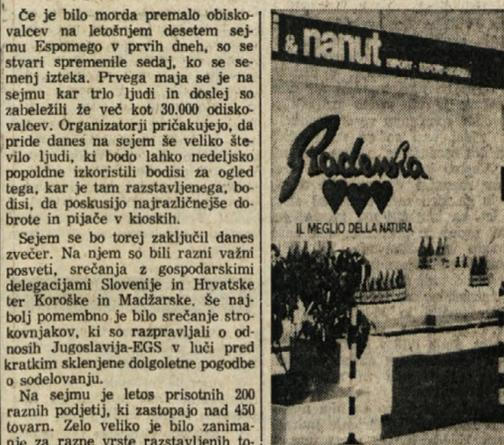 Če je bilo morda premalo obisko-
valcev na letošnjem desetem sej-
mu Espomego v prvih dneh, so se
stvari spremenile sedaj, ko se se-
menj izteka. Prvega maja se je na
sejmu kar trlo ljudi in doslej so
zabeležili že več kot 30.000 odisko-
valcev. Organizatorji pričakujejo, da
pride danes na sejem še veliko šte-
vilo ljudi, ki bodo lahko nedeljsko
popoldne izkoristili bodisi za ogled
tega, kar je tam razstavljenega, bo-
disi, da poskusijo najrazličnejše do-
brote in pijače v kioskih.
Sejem se bo torej zaključil danes
zvečer. Na njem so bili razni važni
posveti, srečanja z gospodarskimi
delegacijami Slovenije in Hrvatske
ter Koroške in Madžarske. Še naj-
bolj pomembno je bilo srečanje stro-
kovnjakov, ki so razpravljali o od-
nosih Jugoslavija-EGS v luči pred
kratkim sklenjene dolgoletne pogodbe
o sodelovanju.
Na sejmu je letos prisotnih 200
raznih podjetij, ki zastopajo nad 450
tovarn. Zelo veliko je bilo zanima-
nje za razne vrste razstavljenih to-
i & nanut
Radenska
IL MEGLIO DELLA NATURA